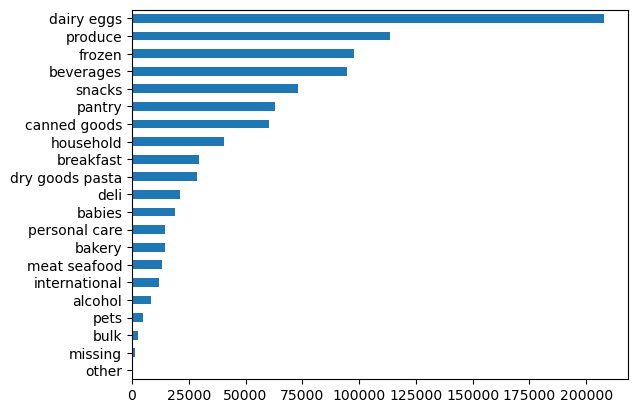 dairy eggs
produce
frozen
beverages
snacks
pantry
canned goods
household
breakfast
dry goods pasta
deli
babies
personal care
bakery
meat seafood
international
alcohol
pets
bulk
missing
other
0 25000 50000 75000 100000 125000 150000 175000 200000